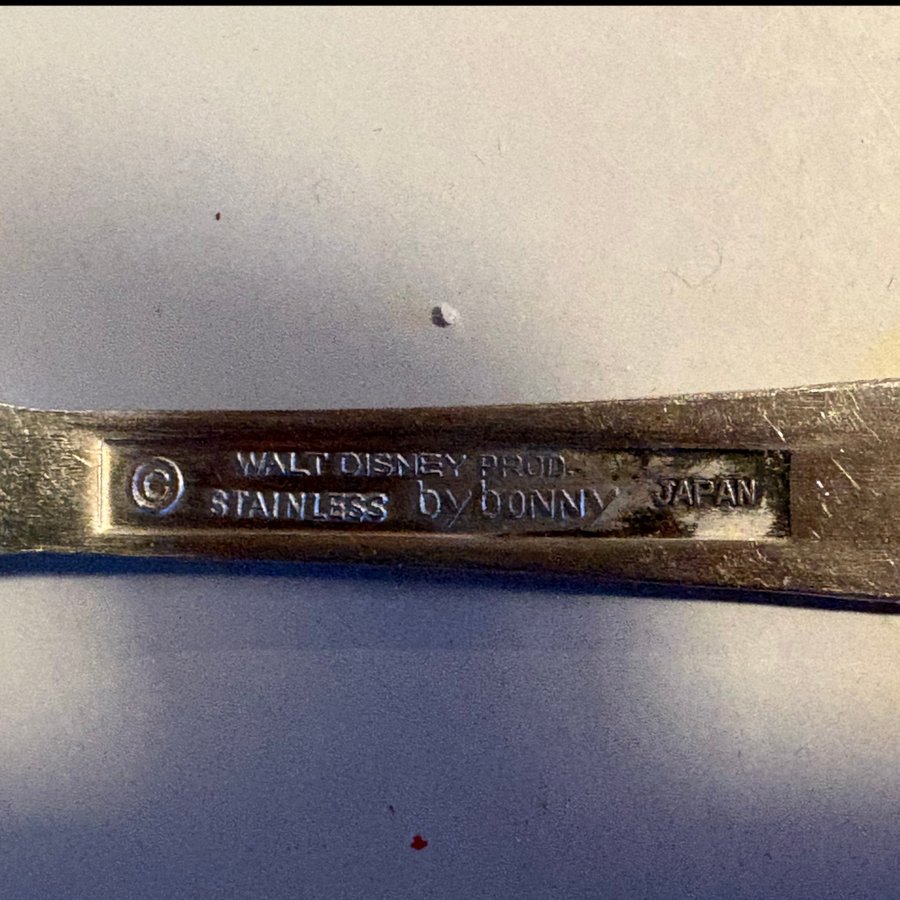 © WALT DISNEY PROD.
STAINLESS by bonny JAPAN